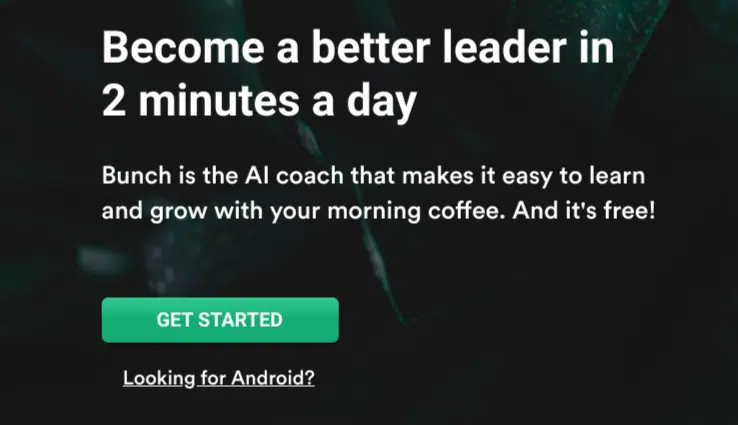 Become a better leader in
2 minutes a day
Bunch is the AI coach that makes it easy to learn
and grow with your morning coffee. And it's free!
GET STARTED
Looking for Android?